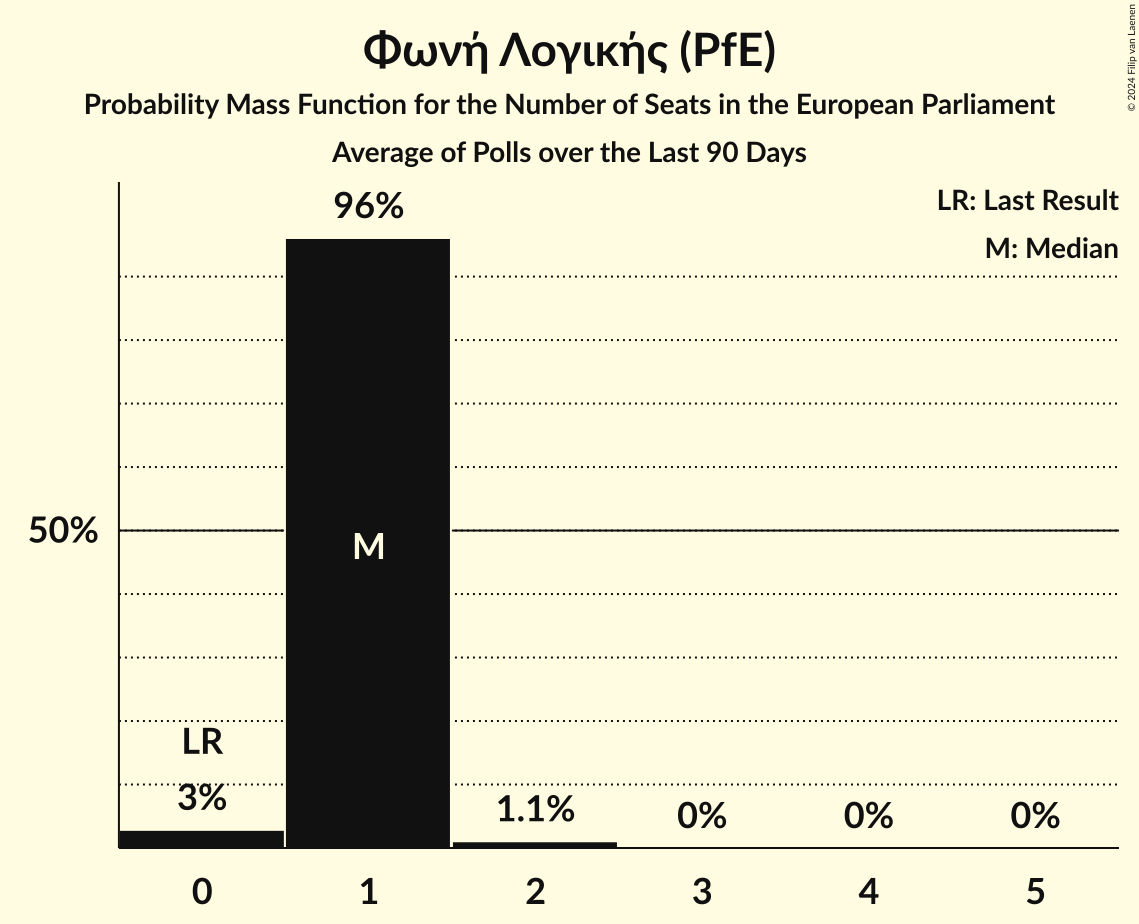 Φωνή Λογικής (PfE)
Probability Mass Function for the Number of Seats in the European Parliament
Average of Polls over the Last 90 Days
© 2024 Filip van Laenen
LR: Last Result
M: Median
96%
50%
M
LR
3%
1.1%
0%
0%
0%
0
1
2
3
4
5